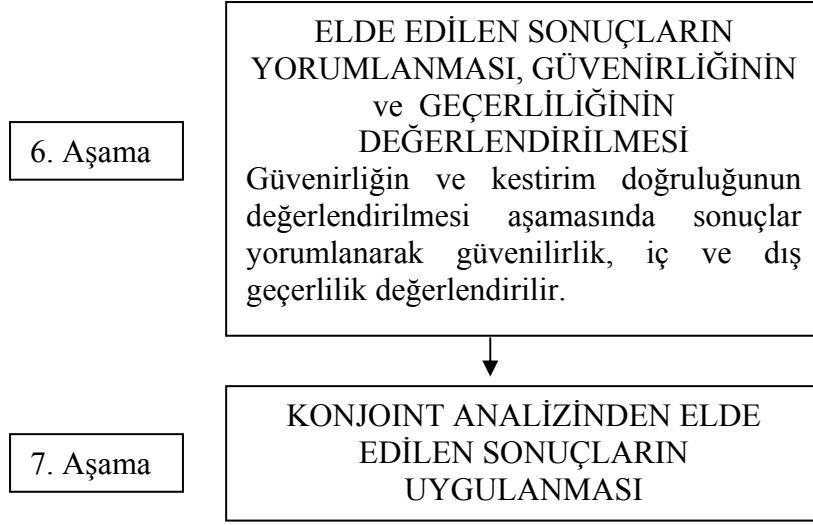 ELDE EDİLEN SONUÇLARIN
YORUMLANMASI, GÜVENİRLİĞİNİN
ve GEÇERLİLİĞİNİN
DEĞERLENDİRİLMESİ
6. Aşama
Güvenirliğin ve kestirim doğruluğunun
değerlendirilmesi aşamasında sonuçlar
yorumlanarak güvenilirlik, iç ve dış
geçerlilik değerlendirilir.
KONJOINT ANALİZİNDEN ELDE
EDİLEN SONUÇLARIN
UYGULANMASI
7. Aşama